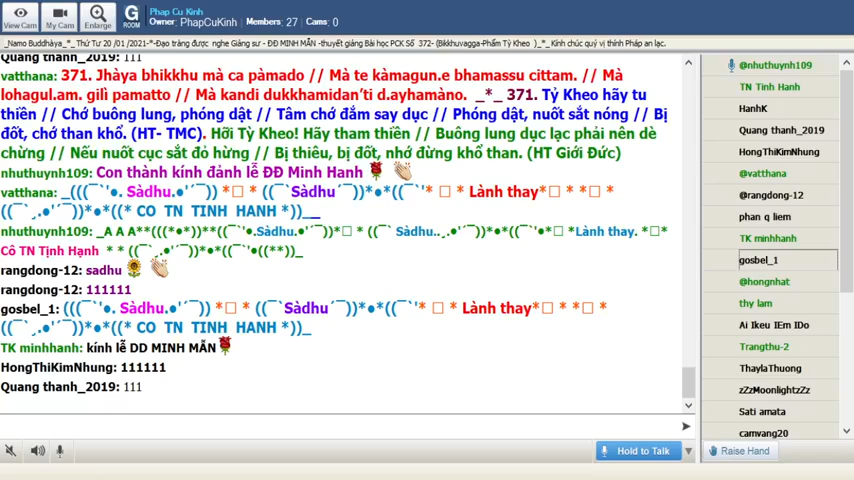 Phap Cu Kinh
Owner: PhapCuKinh Members: 27 Cams: 0
View Cam My Cam Enlarge G ROOM
_Namo Buddhàya_*_ Thứ Tư 20 /01 /2021-*-Đạo tràng được nghe Giảng sư - ĐĐ MINH MẪN -thuyết giảng Bài học PCK Số 372- (Bikkhuvagga-Phẩm Tỳ Kheo )_*_ Kính chúc quý vị thính Pháp an lạc.
Quang thanh_2019: 111
vatthana: 371. Jhàya bhikkhu mà ca pàmado // Mà te kàmagun.e bhamassu cittam. // Mà
lohagul.am. gilì pamatto // Mà kandi dukkhamidan'ti d.ayhamàno. _*_ 371. Tỷ Kheo hãy tu
thiền // Chớ buông lung, phóng dật // Tâm chớ đắm say dục // Phóng dật, nuốt sắt nóng // Bị
đốt, chớ than khổ. (HT- TMC). Hỡi Tỳ Kheo! Hãy tham thiền // Buông lung dục lạc phải nên dè
chừng // Nếu nuốt cục sắt đỏ hừng // Bị thiêu, bị đốt, nhớ đừng khổ than. (HT Giới Đức)
nhuthuynh109: Con thành kính đảnh lễ ĐĐ Minh Hanh
vatthana: _(((¯`'•. Sàdhu.•'´¯)) *□ * ((¯`Sàdhu´¯))*•*((¯`'* □ * Lành thay*□ * *□ *
((¯`¸.•'´¯))*•*((* CO TN TINH HANH *))_ _
nhuthuynh109: _A A A**(((*•*))**((¯`'•.Sàdhu.•'´¯))*□ * ((¯` Sàdhu..¸.•'´¯))*•*((¯`'•*□ *Lành thay. *□*
Cô TN Tịnh Hạnh * * ((¯`¸.•'´¯))*•*((¯`'•((**))_
rangdong-12: sadhu
rangdong-12: 111111
gosbel_1: (((¯`'•. Sàdhu.•'´¯)) *□ * ((¯`Sàdhu´¯))*•*((¯`'* □ * Lành thay*□ * *□ *
((¯`¸.•'´¯))*•*((* CO TN TINH HANH *))_
TK minhhanh: kính lễ DD MINH MẪN
HongThiKimNhung: 111111
Quang thanh_2019: 111
Hold to Talk
@nhuthuynh109
TN Tinh Hanh
HanhK
Quang thanh_2019
HongThiKimNhung
@vatthana
@rangdong-12
phan q liem
TK minhhanh
gosbel_1
@hongnhat
thy lam
Ai Ikeu IEm IDo
Trangthu-2
ThaylaThuong
zZzMoonlightzZz
Sati amata
camvang20
Raise Hand